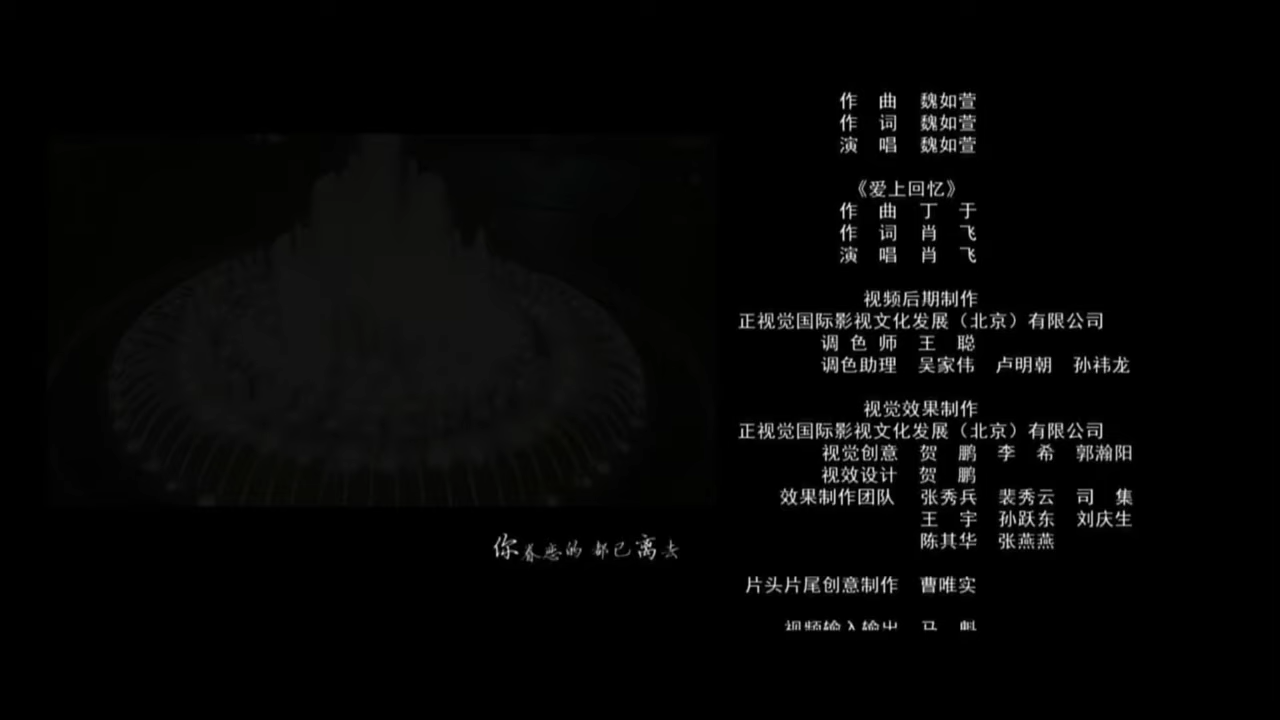 作 曲 魏如萱
作 词 魏如萱
演 唱 魏如萱
《爱上回忆》
作 曲 丁 于
作 词 肖 飞
演 唱 肖 飞
视频后期制作
正视觉国际影视文化发展（北京）有限公司
调 色 师 王 聪
调色助理 吴家伟 卢明朝 孙祎龙
视觉效果制作
正视觉国际影视文化发展（北京）有限公司
视觉创意 贺 鹏 李 希 郭瀚阳
视效设计 贺 鹏
效果制作团队 张秀兵 裴秀云 司 集
王 宇 孙跃东 刘庆生
陈其华 张燕燕
片头片尾创意制作 曹唯实
视频输入输出 马 魁
你眷恋的 都已离去